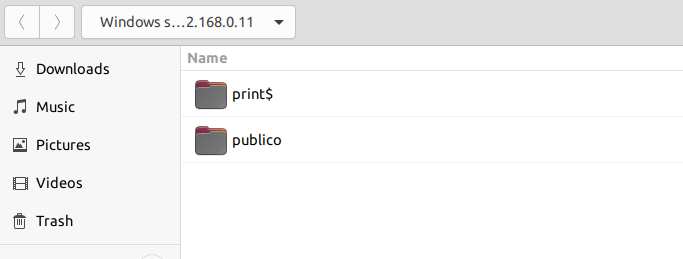 Windows s...2.168.0.11
Name
Downloads
print$
Music
publico
Pictures
Videos
Trash